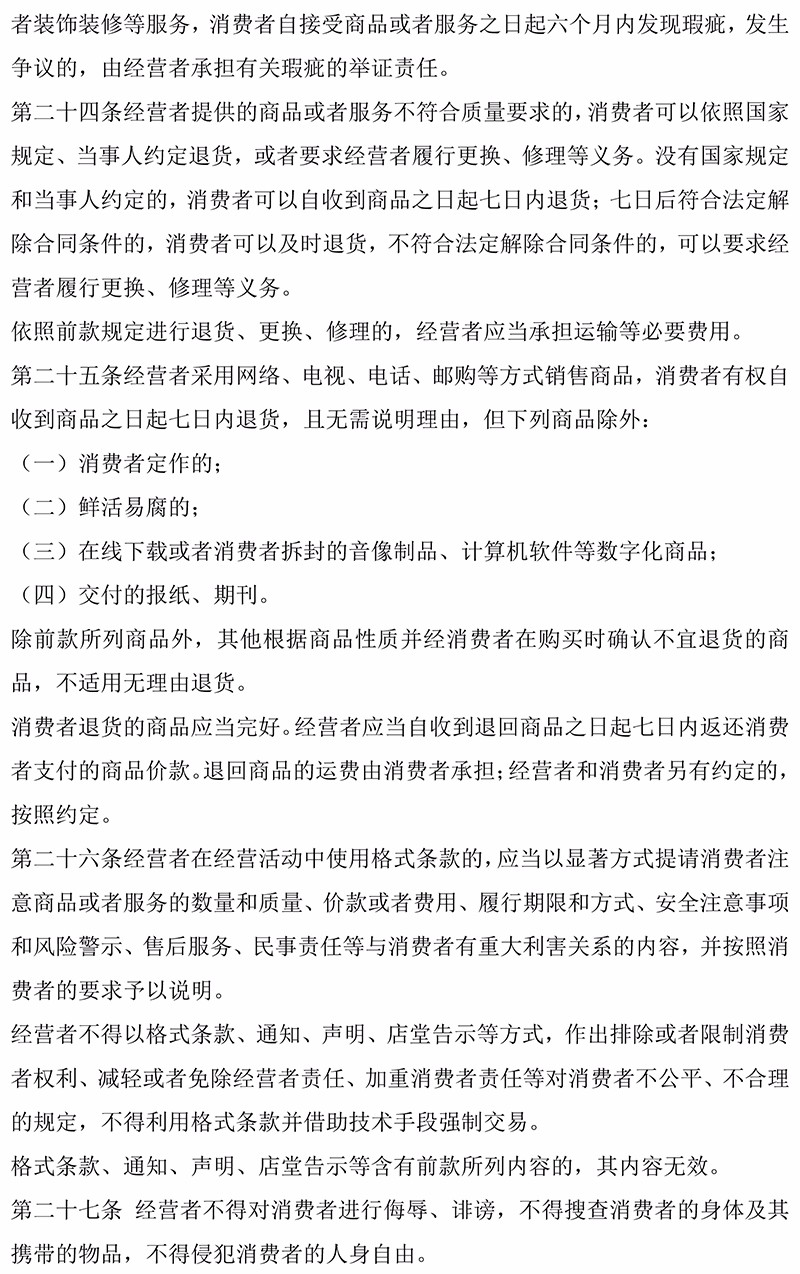 者装饰装修等服务，消费者自接受商品或者服务之日起六个月内发现瑕疵，发生
争议的，由经营者承担有关瑕疵的举证责任。
第二十四条经营者提供的商品或者服务不符合质量要求的，消费者可以依照国家
规定、当事人约定退货，或者要求经营者履行更换、修理等义务。没有国家规定
和当事人约定的，消费者可以自收到商品之日起七日内退货；七日后符合法定解
除合同条件的，消费者可以及时退货，不符合法定解除合同条件的，可以要求经
营者履行更换、修理等义务。
依照前款规定进行退货、更换、修理的，经营者应当承担运输等必要费用。
第二十五条经营者采用网络、电视、电话、邮购等方式销售商品，消费者有权自
收到商品之日起七日内退货，且无需说明理由，但下列商品除外：
（一）消费者定作的；
（二）鲜活易腐的；
（三）在线下载或者消费者拆封的音像制品、计算机软件等数字化商品；
（四）交付的报纸、期刊。
除前款所列商品外，其他根据商品性质并经消费者在购买时确认不宜退货的商
品，不适用无理由退货。
消费者退货的商品应当完好。经营者应当自收到退回商品之日起七日内返还消费
者支付的商品价款。退回商品的运费由消费者承担；经营者和消费者另有约定的，
按照约定。
第二十六条经营者在经营活动中使用格式条款的，应当以显著方式提请消费者注
意商品或者服务的数量和质量、价款或者费用、履行期限和方式、安全注意事项
和风险警示、售后服务、民事责任等与消费者有重大利害关系的内容，并按照消
费者的要求予以说明。
经营者不得以格式条款、通知、声明、店堂告示等方式，作出排除或者限制消费
者权利、减轻或者免除经营者责任、加重消费者责任等对消费者不公平、不合理
的规定，不得利用格式条款并借助技术手段强制交易。
格式条款、通知、声明、店堂告示等含有前款所列内容的，其内容无效。
第二十七条 经营者不得对消费者进行侮辱、诽谤，不得搜查消费者的身体及其
携带的物品，不得侵犯消费者的人身自由。